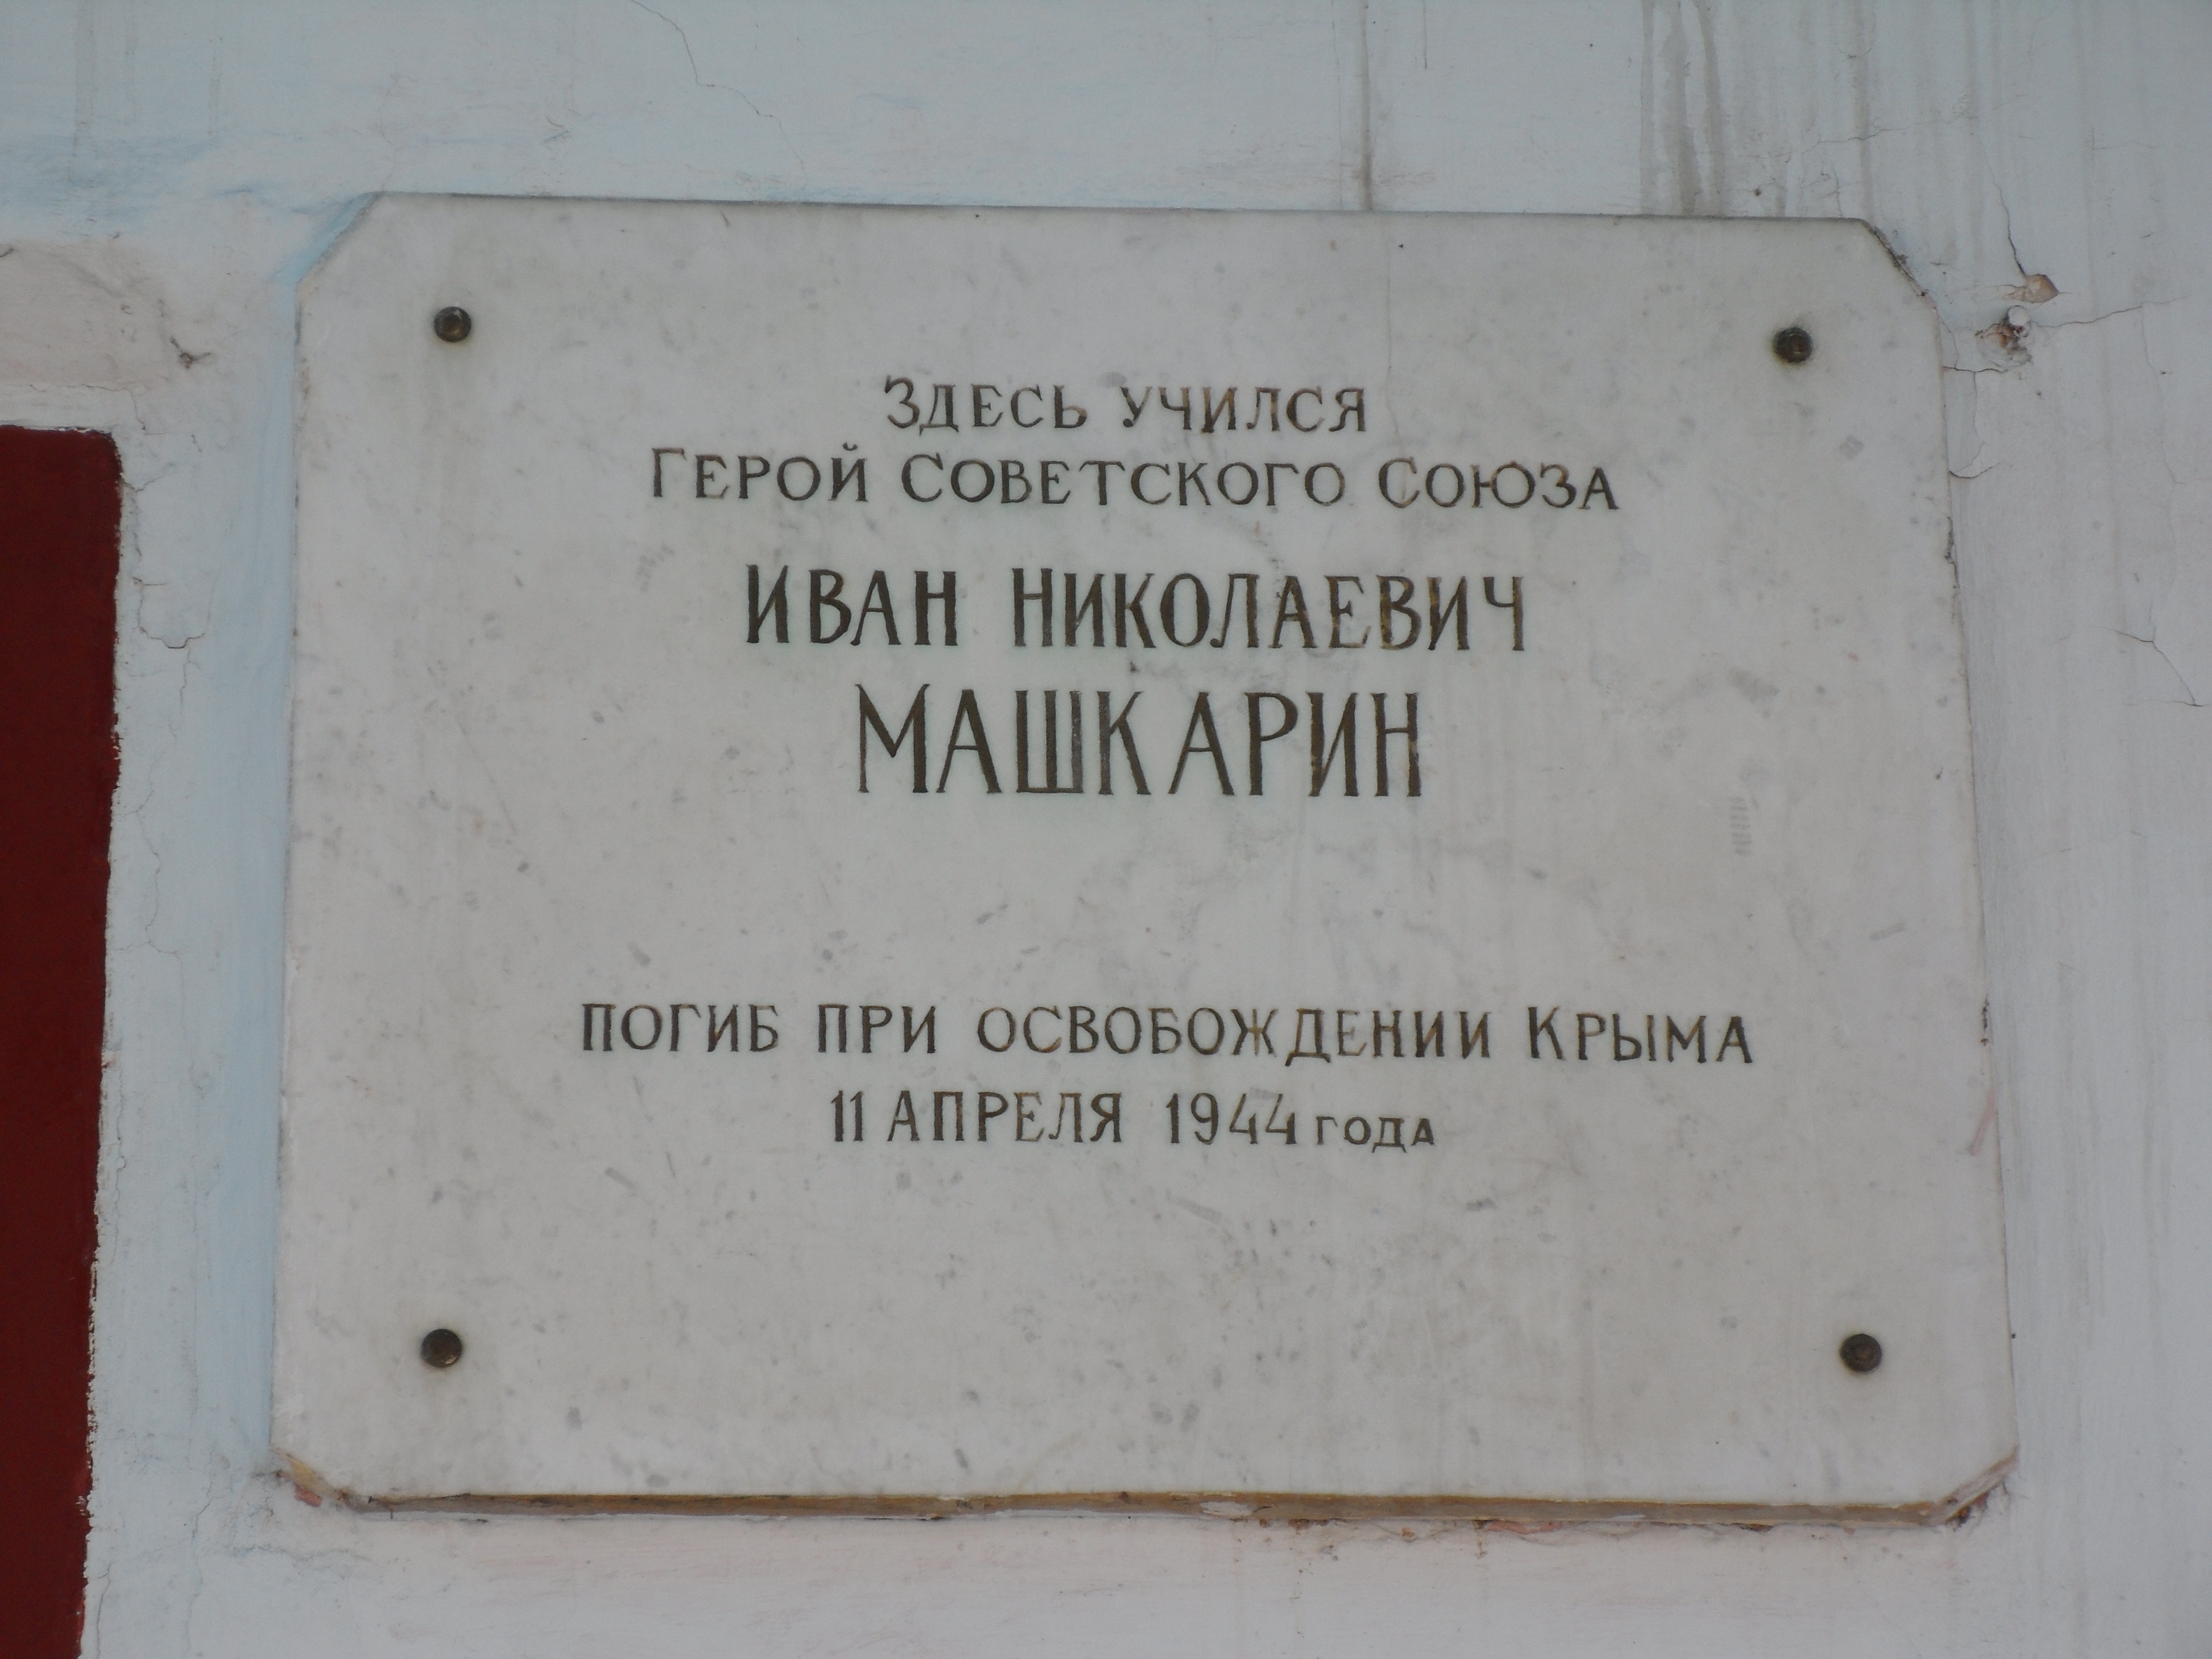 Здесь учился
Герой Советского Союза
Иван Николаевич
Машкарин
погиб при освобождении Крыма
11 апреля 1944 года